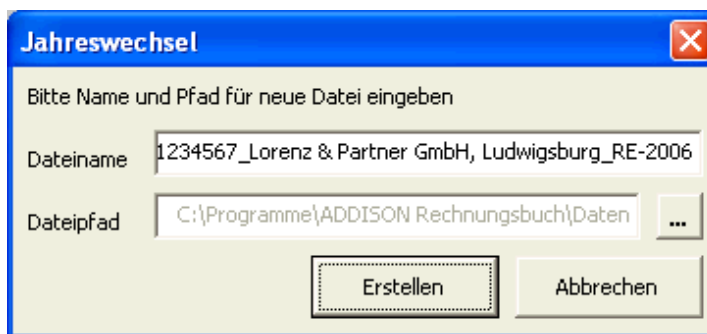 Jahreswechsel
Bitte Name und Pfad für neue Datei eingeben
Dateiname 1234567_Lorenz & Partner GmbH, Ludwigsburg_RE-2006
Dateipfad C:\Programme\ADDISON Rechnungsbuch\Daten ...
Erstellen Abbrechen